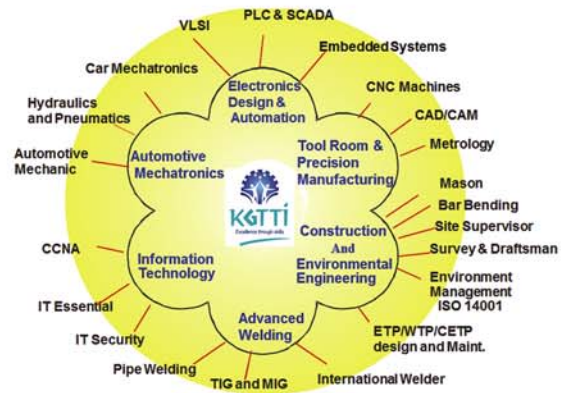 PLC & SCADA
VLSI
Embedded Systems
Car Mechatronics
Electronics
Design &
Automation
CNC Machines
Hydraulics
and Pneumatics
CAD/CAM
Automotive
Mechanic
Automotive
Mechatronics
Tool Room &
Precision
Manufacturing
Metrology
KGTTI
Excellence through skills
Mason
Bar Bending
Site Supervisor
Survey & Draftsman
Construction
And
Environmental
Engineering
Environment
Management
ISO 14001
CCNA
Information
Technology
IT Essential
IT Security
Advanced
Welding
ETP/WTP/CETP
design and Maint.
Pipe Welding
TIG and MIG
International Welder